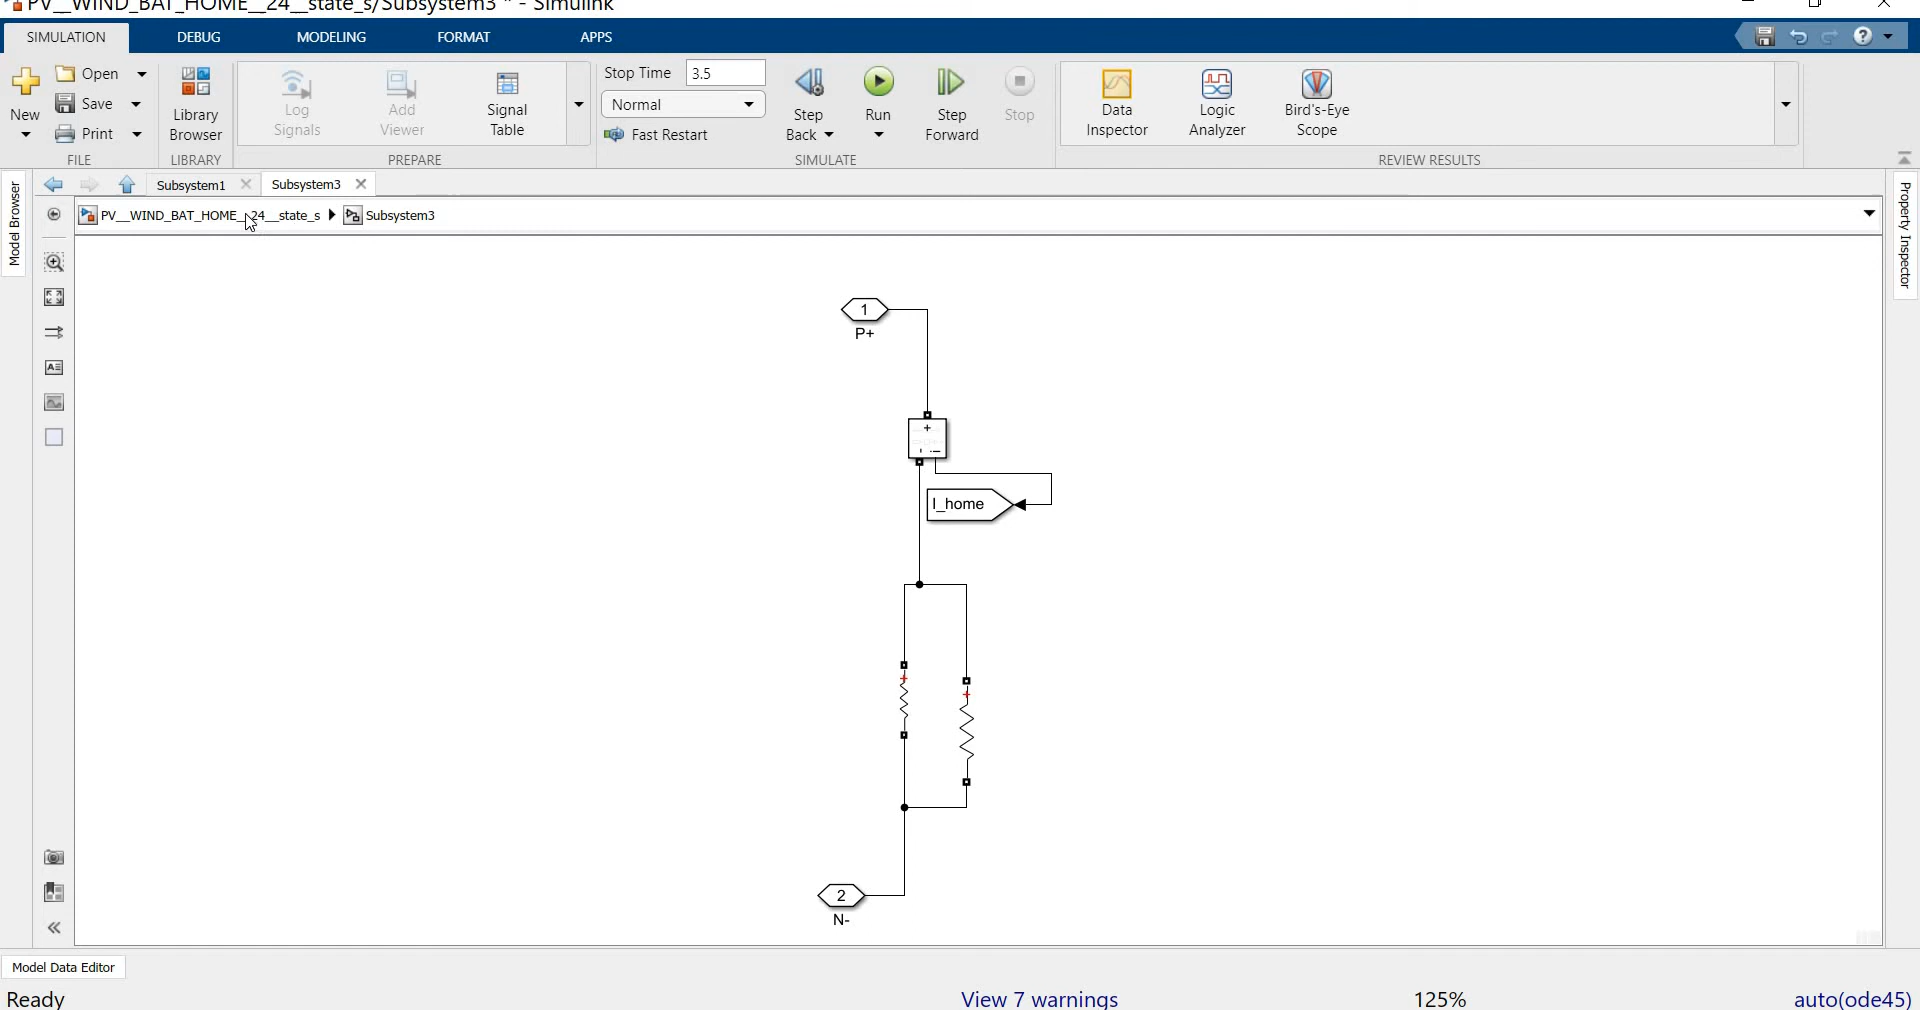 PV__WIND_BAT_HOME__24__state_s/Subsystem3 * - Simulink
SIMULATION
DEBUG
MODELING
FORMAT
APPS
New
Open
Save
Print
FILE
Library
Browser
LIBRARY
Log
Signals
Add
Viewer
Signal
Table
PREPARE
Stop Time 3.5
Normal
Fast Restart
Step
Back
Run
Step
Forward
Stop
SIMULATE
Data
Inspector
Logic
Analyzer
Bird's-Eye
Scope
REVIEW RESULTS
Model Browser
Subsystem1
Subsystem3
Property Inspector
PV__WIND_BAT_HOME__24__state_s
Subsystem3
1
P+
+
- i
I_home
+
+
2
N-
Model Data Editor
Ready
View 7 warnings
125%
auto(ode45)